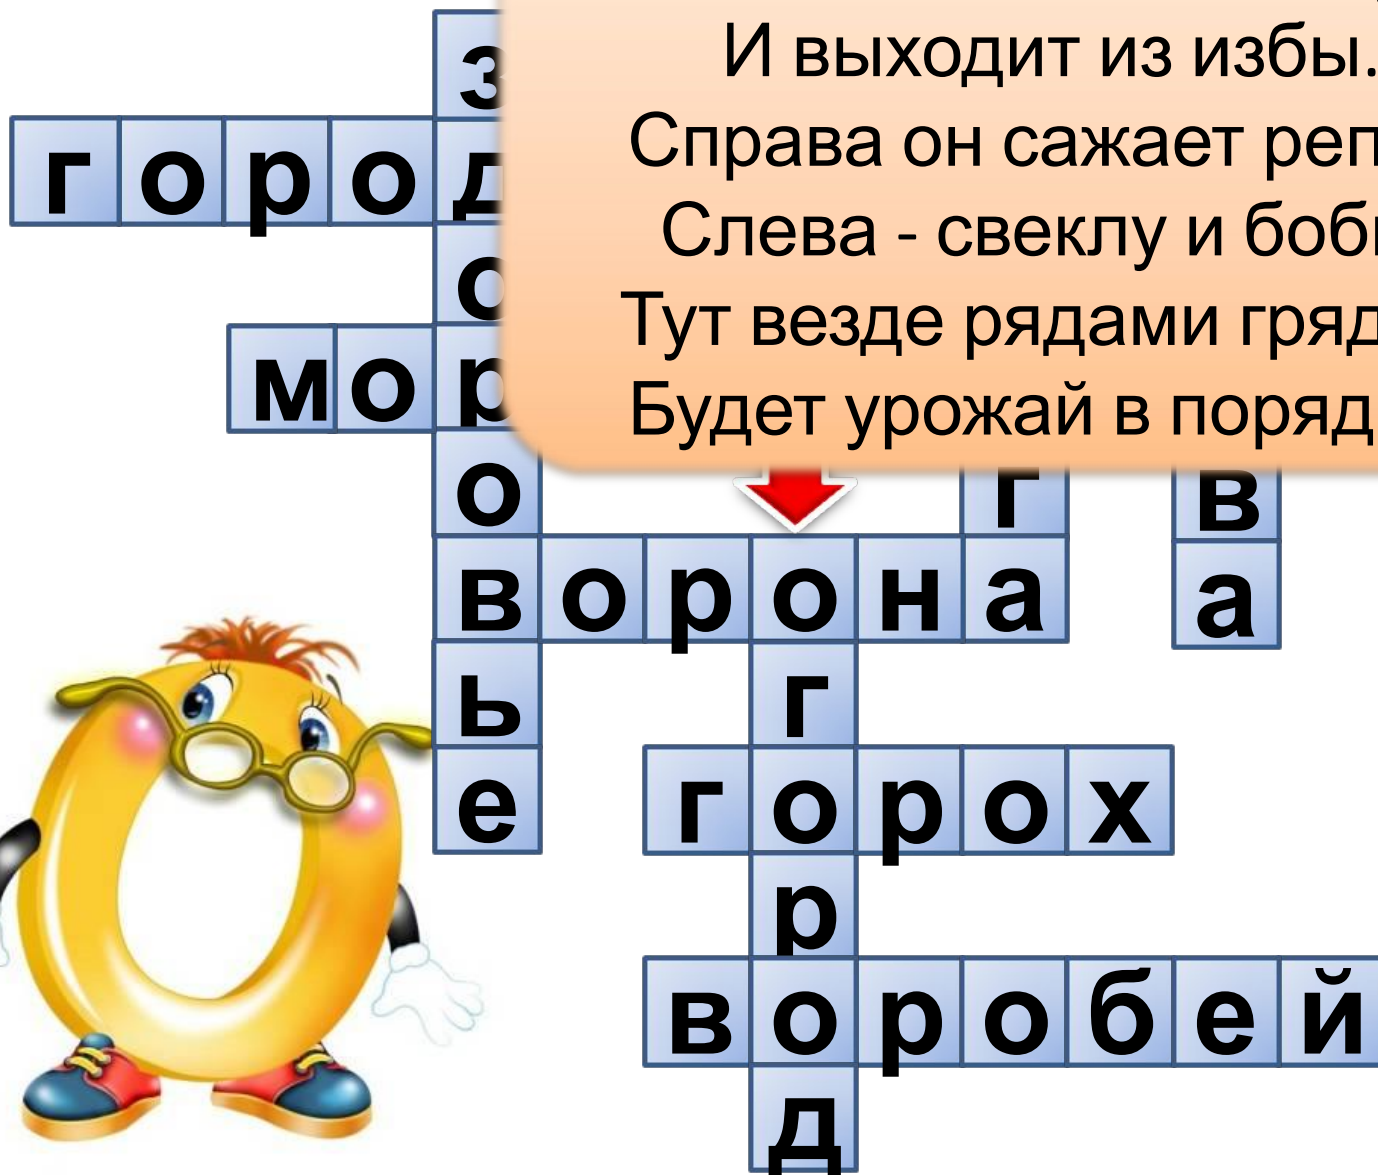 И выходит из избы.
Справа он сажает реп
Слева - свеклу и боб
Тут везде рядами гряд
Будет урожай в поряд
здоровье
город
мор
г
в
а
ворона
огород
горох
воробей